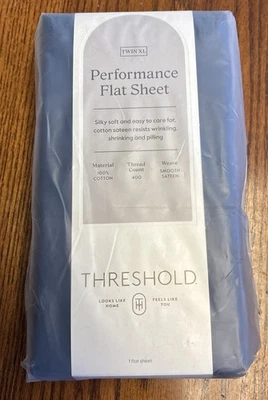 TWIN XL
Performance
Flat Sheet
Silky soft and easy to care for,
cotton sateen resists wrinkling,
shrinking and pilling
Material Thread Count Weave
100% COTTON 400 SMOOTH SATEEN
THRESHOLD.
LOOKS LIKE HOME TH FEELS LIKE YOU
1 flat sheet